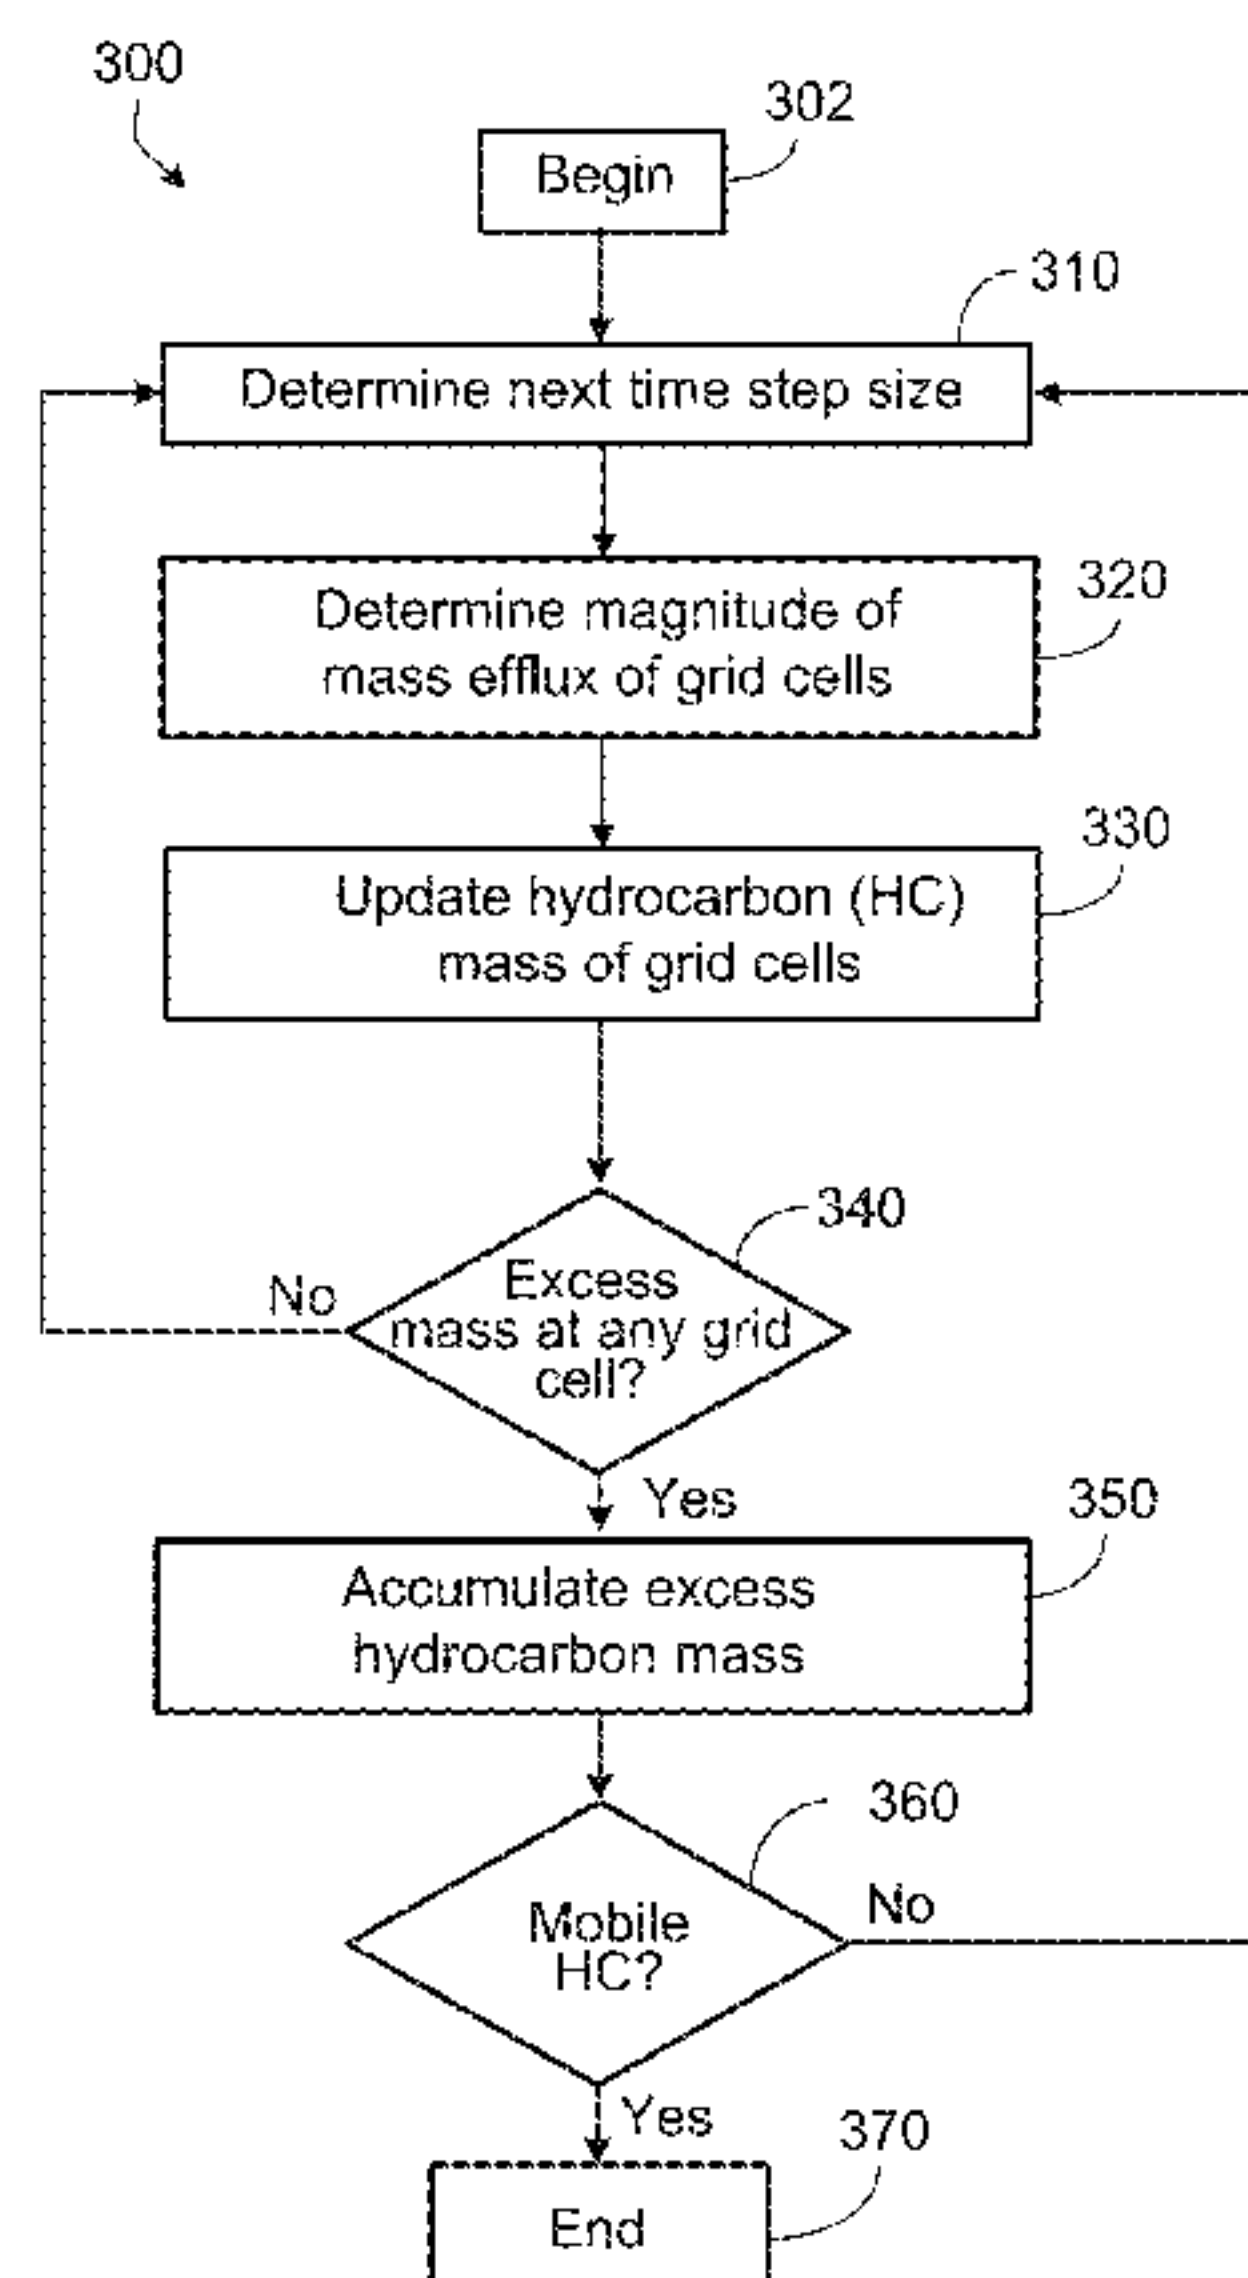 300
302
Begin
310
Determine next time step size
320
Determine magnitude of
mass efflux of grid cells
330
Update hydrocarbon (HC)
mass of grid cells
340
No
Excess
mass at any grid
cell?
Yes
350
Accumulate excess
hydrocarbon mass
360
No
Mobile
HC?
Yes
370
End